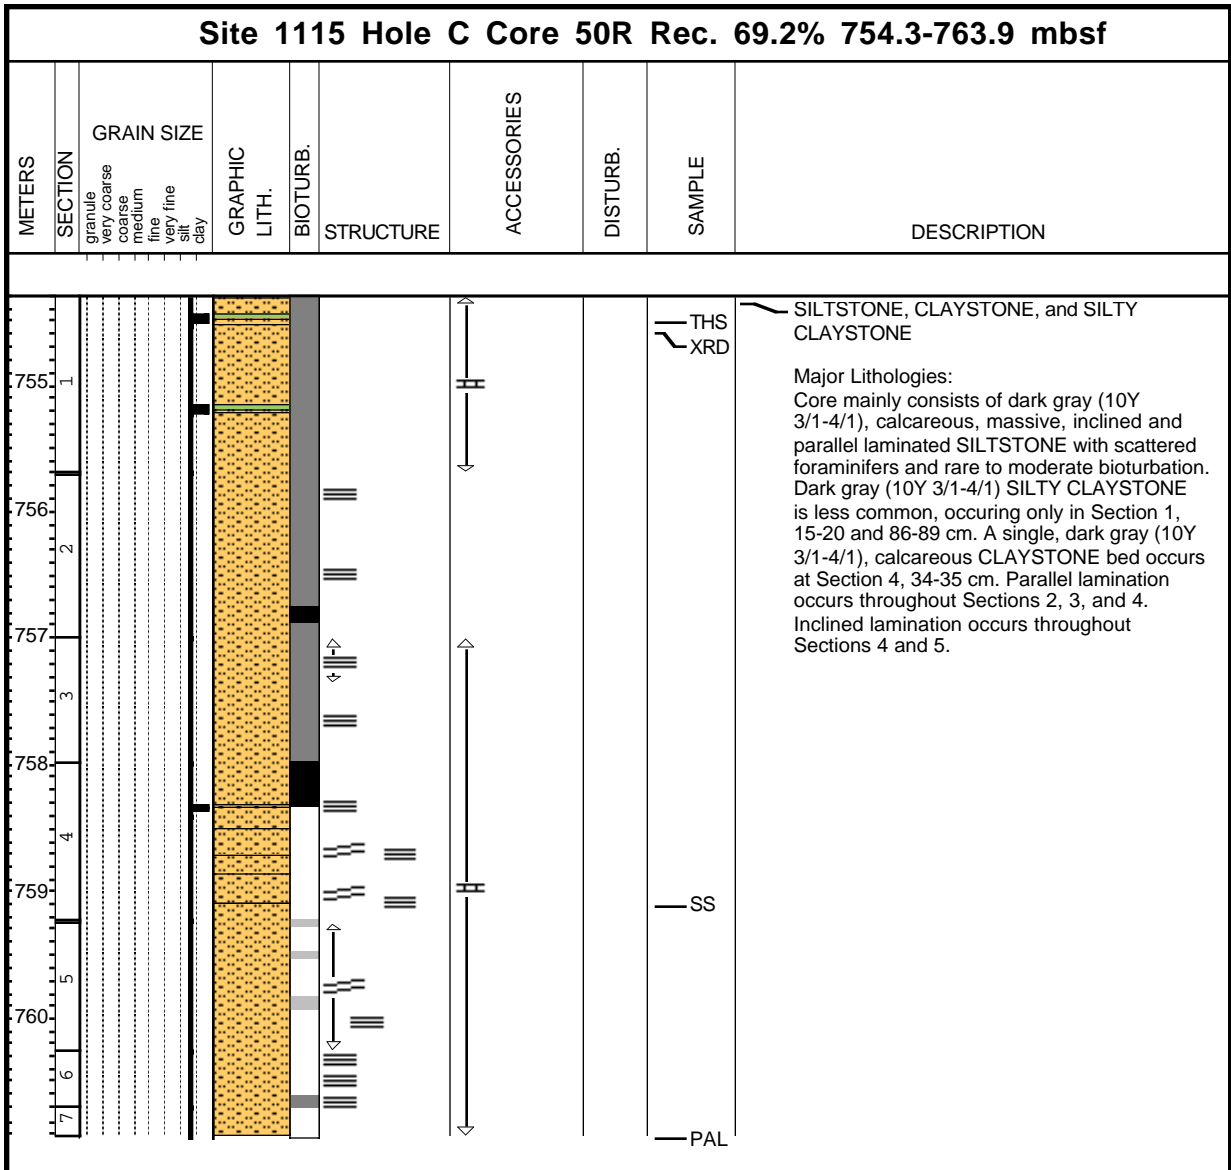 Site 1115 Hole C Core 50R Rec. 69.2% 754.3-763.9 mbsf
METERS
SECTION
GRAIN SIZE
granule
very coarse
coarse
medium
fine
very fine
silt
clay
GRAPHIC
LITH.
BIOTURB.
STRUCTURE
ACCESSORIES
DISTURB.
SAMPLE
DESCRIPTION
755
756
757
758
759
760
1
2
3
4
5
6
7
THS
XRD
SS
PAL
SILTSTONE, CLAYSTONE, and SILTY
CLAYSTONE
Major Lithologies:
Core mainly consists of dark gray (10Y
3/1-4/1), calcareous, massive, inclined and
parallel laminated SILTSTONE with scattered
foraminifers and rare to moderate bioturbation.
Dark gray (10Y 3/1-4/1) SILTY CLAYSTONE
is less common, occuring only in Section 1,
15-20 and 86-89 cm. A single, dark gray (10Y
3/1-4/1), calcareous CLAYSTONE bed occurs
at Section 4, 34-35 cm. Parallel lamination
occurs throughout Sections 2, 3, and 4.
Inclined lamination occurs throughout
Sections 4 and 5.